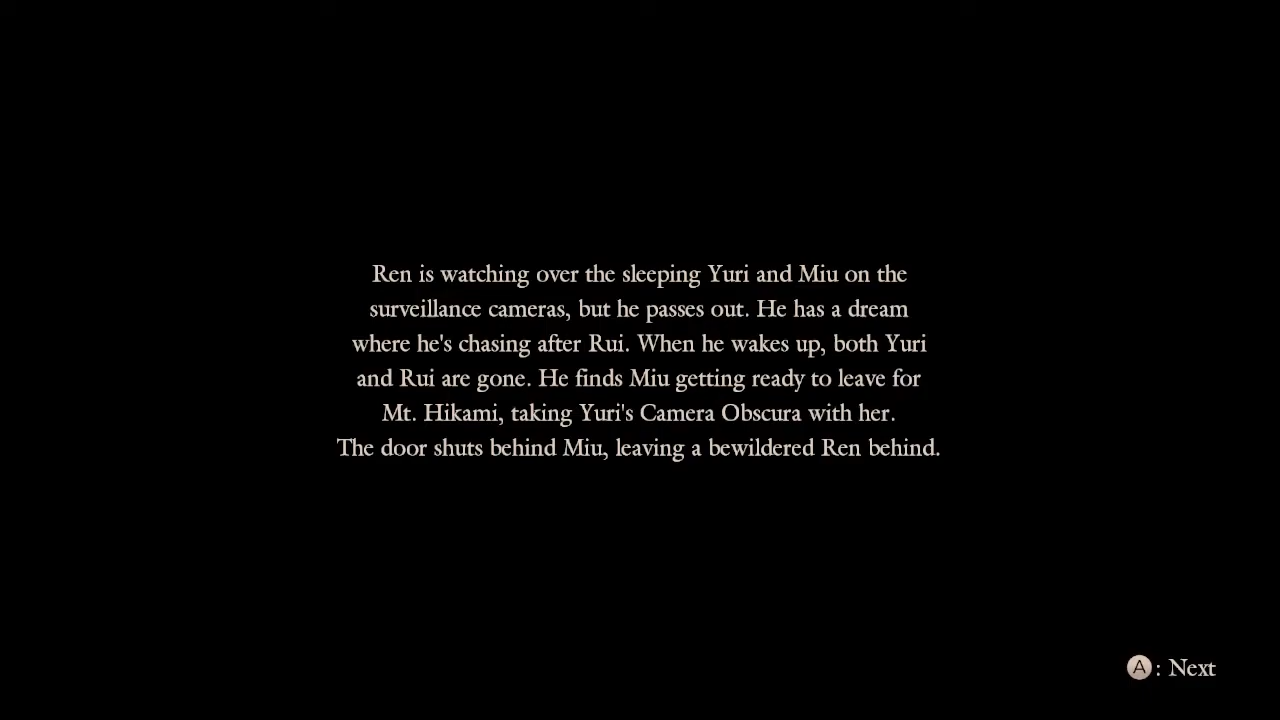 Ren is watching over the sleeping Yuri and Miu on the
surveillance cameras, but he passes out. He has a dream
where he's chasing after Rui. When he wakes up, both Yuri
and Rui are gone. He finds Miu getting ready to leave for
Mt. Hikami, taking Yuri's Camera Obscura with her.
The door shuts behind Miu, leaving a bewildered Ren behind.
A : Next